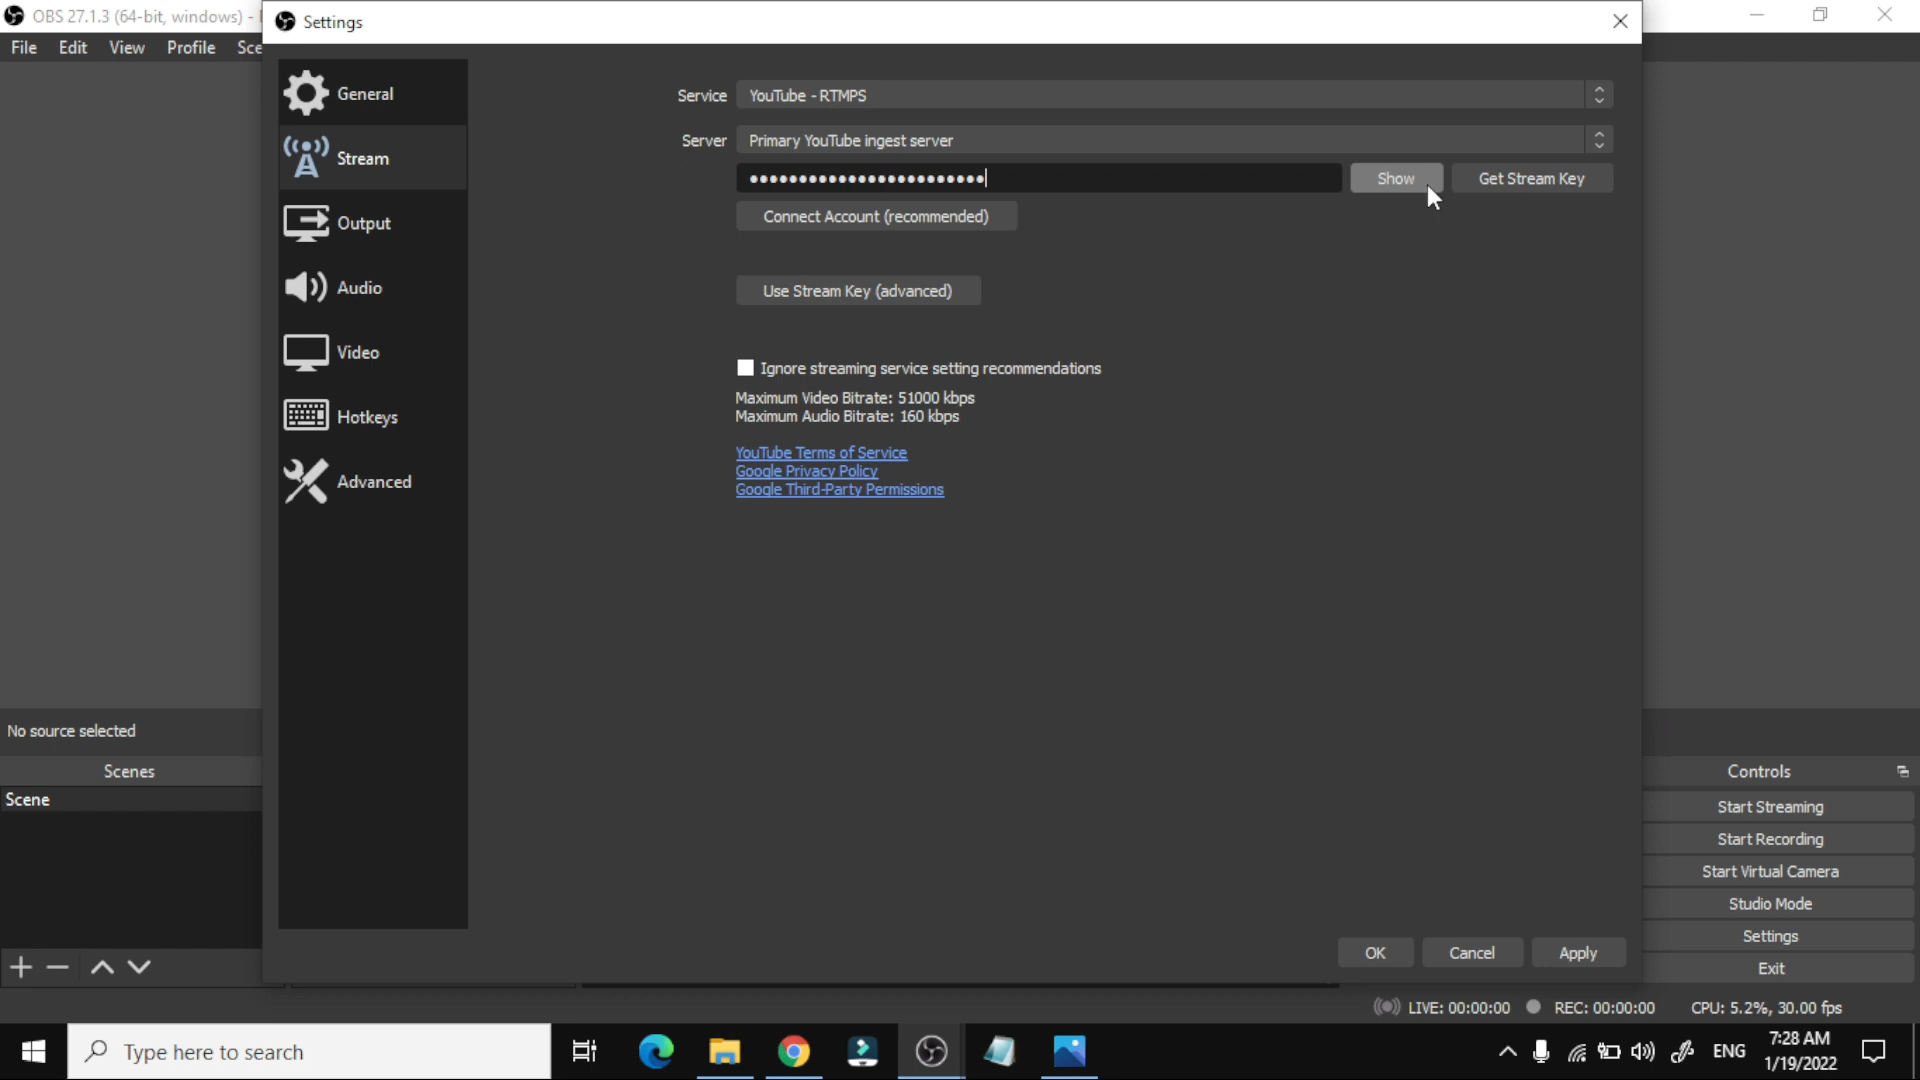 OBS 27.1.3 (64-bit, windows) -
Settings
File Edit View Profile Sce
General
Stream
Output
Audio
Video
Hotkeys
Advanced
Service YouTube - RTMPS
Server Primary YouTube ingest server
●●●●●●●●●●●●●●●●●●●●●●●● Show Get Stream Key
Connect Account (recommended)
Use Stream Key (advanced)
Ignore streaming service setting recommendations
Maximum Video Bitrate: 51000 kbps
Maximum Audio Bitrate: 160 kbps
YouTube Terms of Service
Google Privacy Policy
Google Third-Party Permissions
OK Cancel Apply
No source selected
Scenes
Scene
Controls
Start Streaming
Start Recording
Start Virtual Camera
Studio Mode
Settings
Exit
LIVE: 00:00:00 REC: 00:00:00 CPU: 5.2%, 30.00 fps
Type here to search
ENG
7:28 AM
1/19/2022